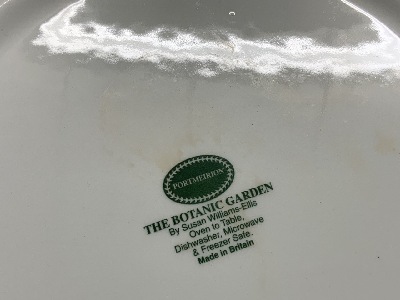 PORTMEIRION
THE BOTANIC GARDEN
By Susan Williams-Ellis
Oven to Table,
Dishwasher, Microwave
& Freezer Safe.
Made in Britain